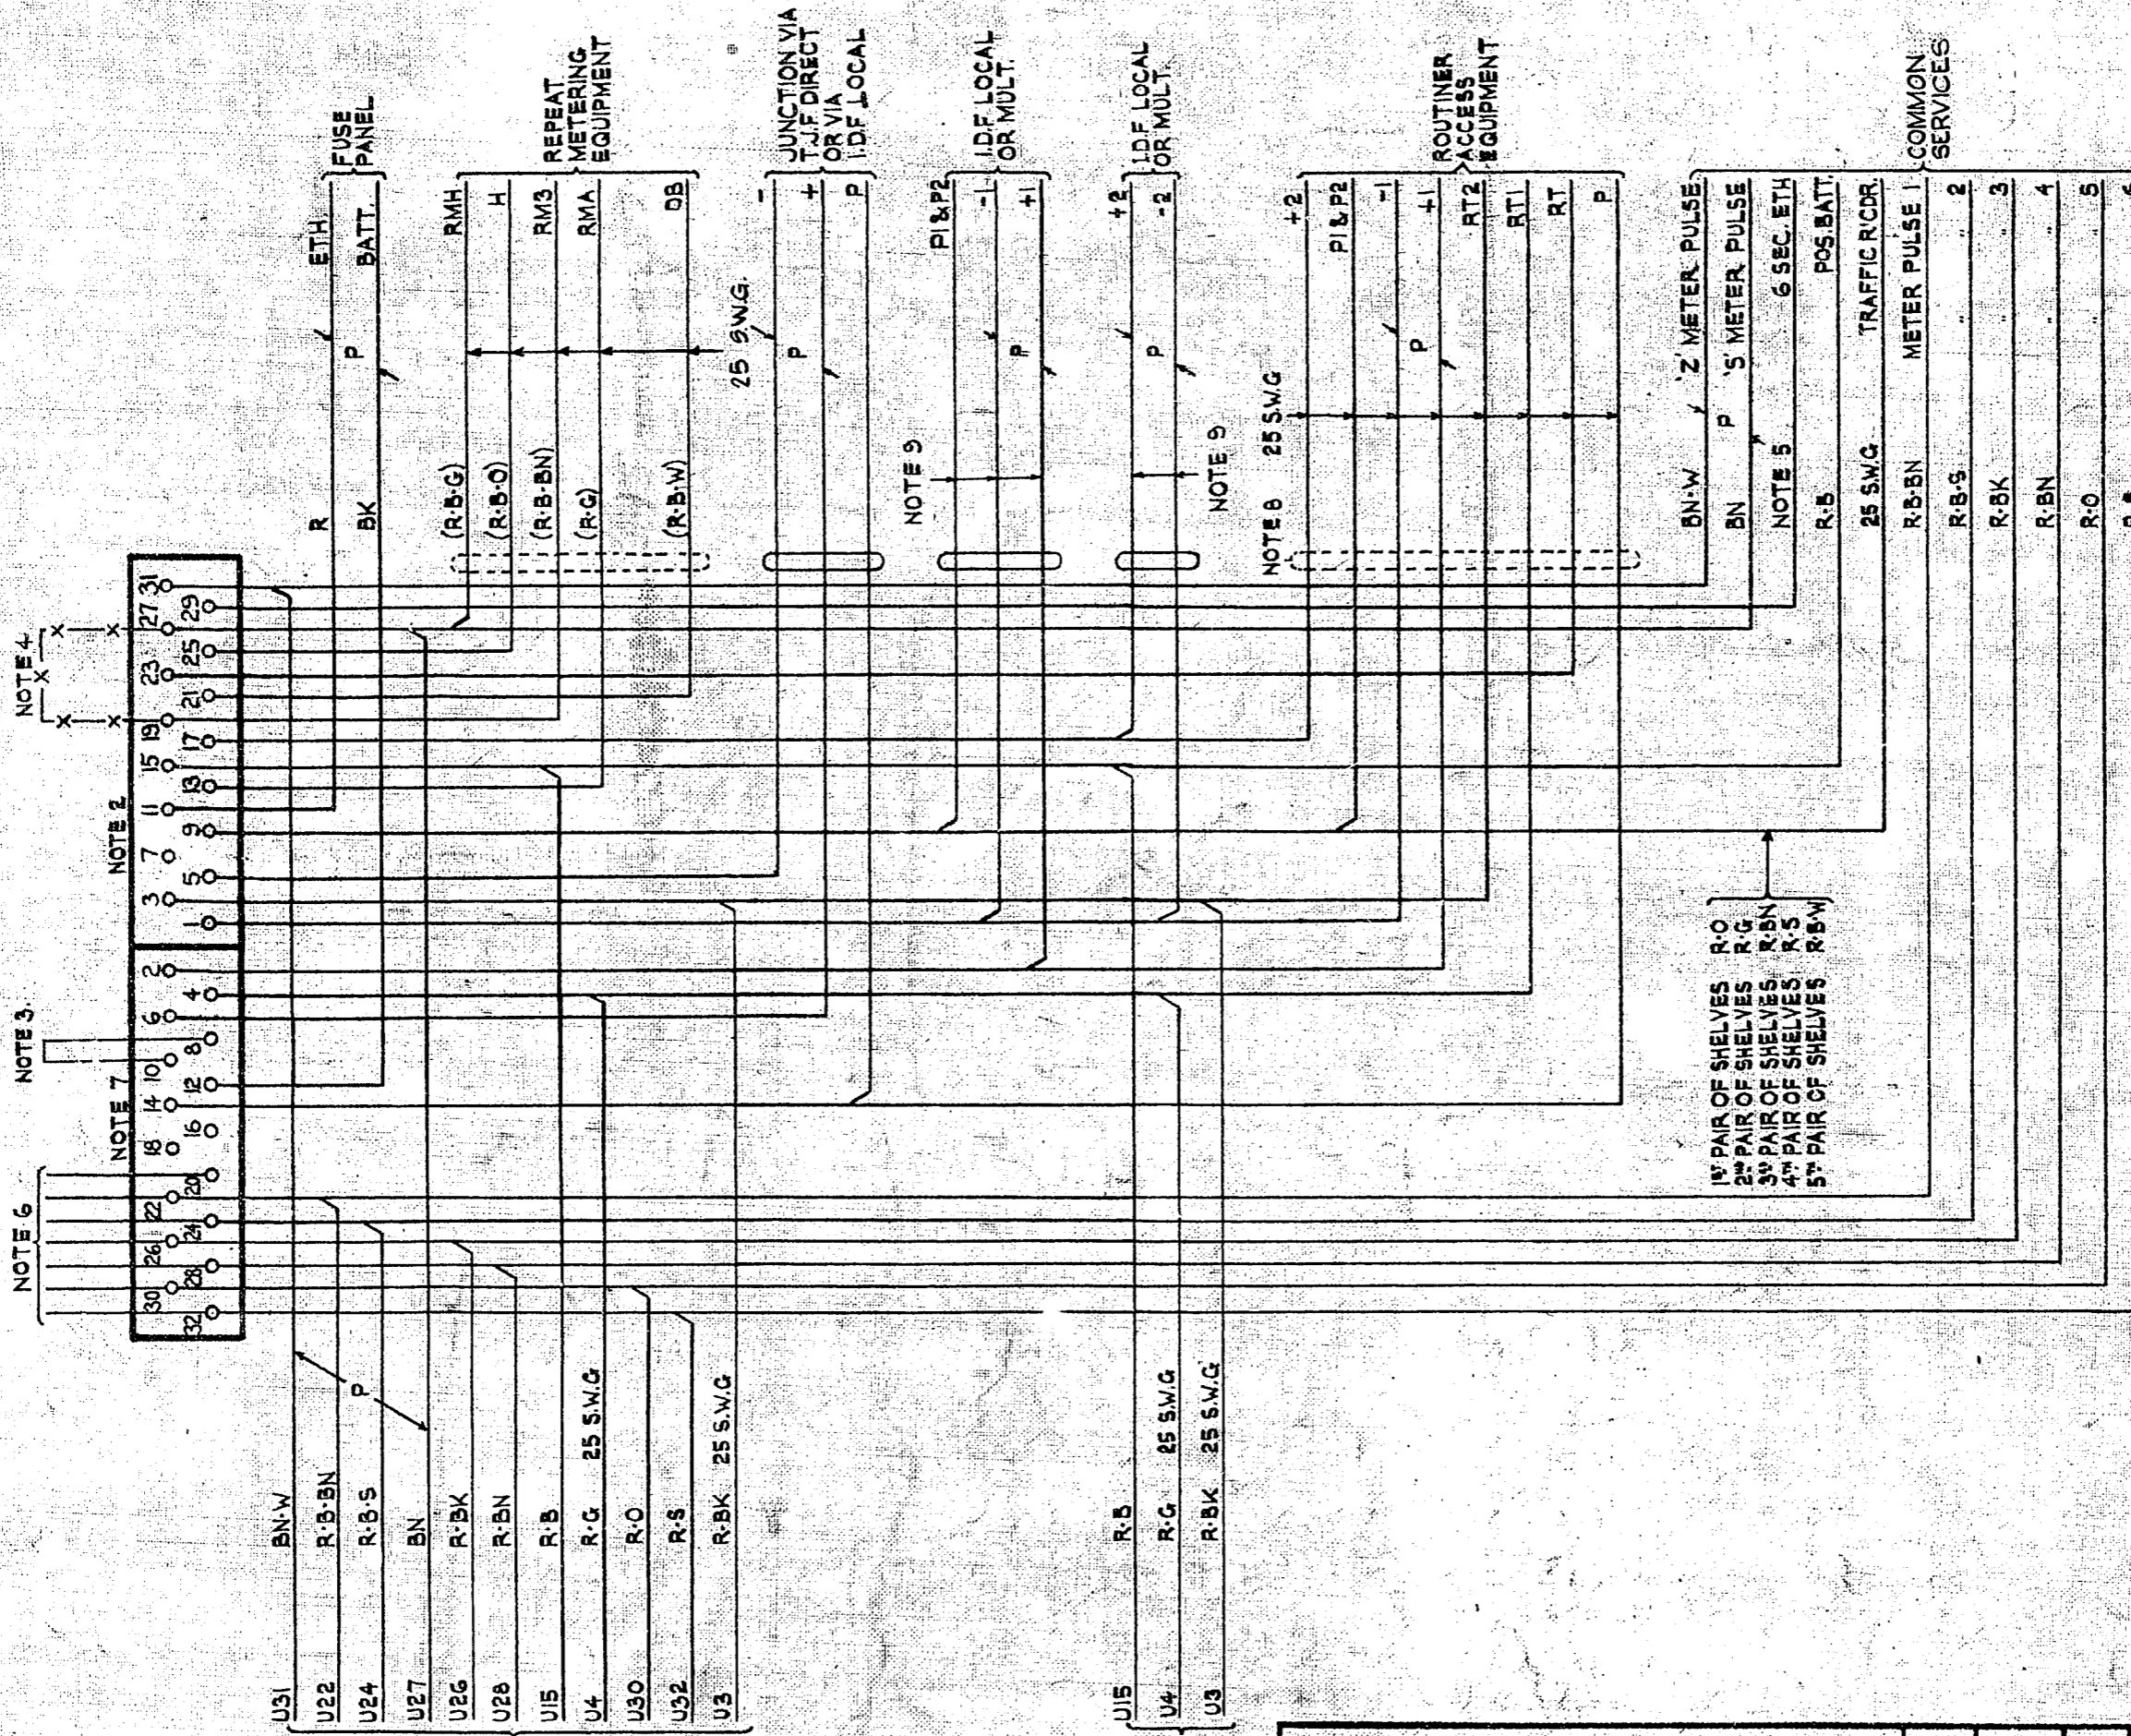 NOTE 4
X X
X
X X
NOTE 3.
NOTE 2
NOTE 7
NOTE 6
31
29
27
25
23
21
19
17
15
13
11
9
7
5
3
1
2
4
6
8
10
12
14
16
18
20
22
24
26
28
30
32
R ETH.
P
BK BATT.
FUSE
PANEL
(R·B·G) RMH
(R·B·O) H
(R·B·BN) RM3
(R·G) RMA
(R·B·W) DB
REPEAT
METERING
EQUIPMENT
25 S.W.G.
-
P
+
P
JUNCTION VIA
T.J.F. DIRECT
OR VIA
I.D.F. LOCAL
NOTE 9
P1 & P2
-1
P
+1
I.D.F. LOCAL
OR MULT.
+2
P
-2
NOTE 9
I.D.F. LOCAL
OR MULT.
NOTE 8 25 S.W.G
+2
P1 & P2
-1
P
+1
RT2
RT1
RT
P
ROUTINER
ACCESS
EQUIPMENT
BN·W 'Z' METER PULSE
BN P 'S' METER PULSE
NOTE 5 6 SEC. ETH
R·B POS. BATT.
25 S.W.G TRAFFIC R'CDR.
R·B·BN METER PULSE 1
R·B·S " " 2
R·BK " " 3
R·BN " " 4
R·O " " 5
6
COMMON
SERVICES
1ST PAIR OF SHELVES R·O
2ND PAIR OF SHELVES R·G
3RD PAIR OF SHELVES R·BN
4TH PAIR OF SHELVES R·S
5TH PAIR OF SHELVES R·B·W
U31 BN·W
U22 R·B·BN
U24 R·B·S
P
U27 BN
U26 R·BK
U28 R·BN
U15 R·B
U4 R·G 25 S.W.G
U30 R·O
U32 R·S
U3 R·BK 25 S.W.G
U15 R·B
U4 R·G 25 S.W.G
U3 R·BK 25 S.W.G